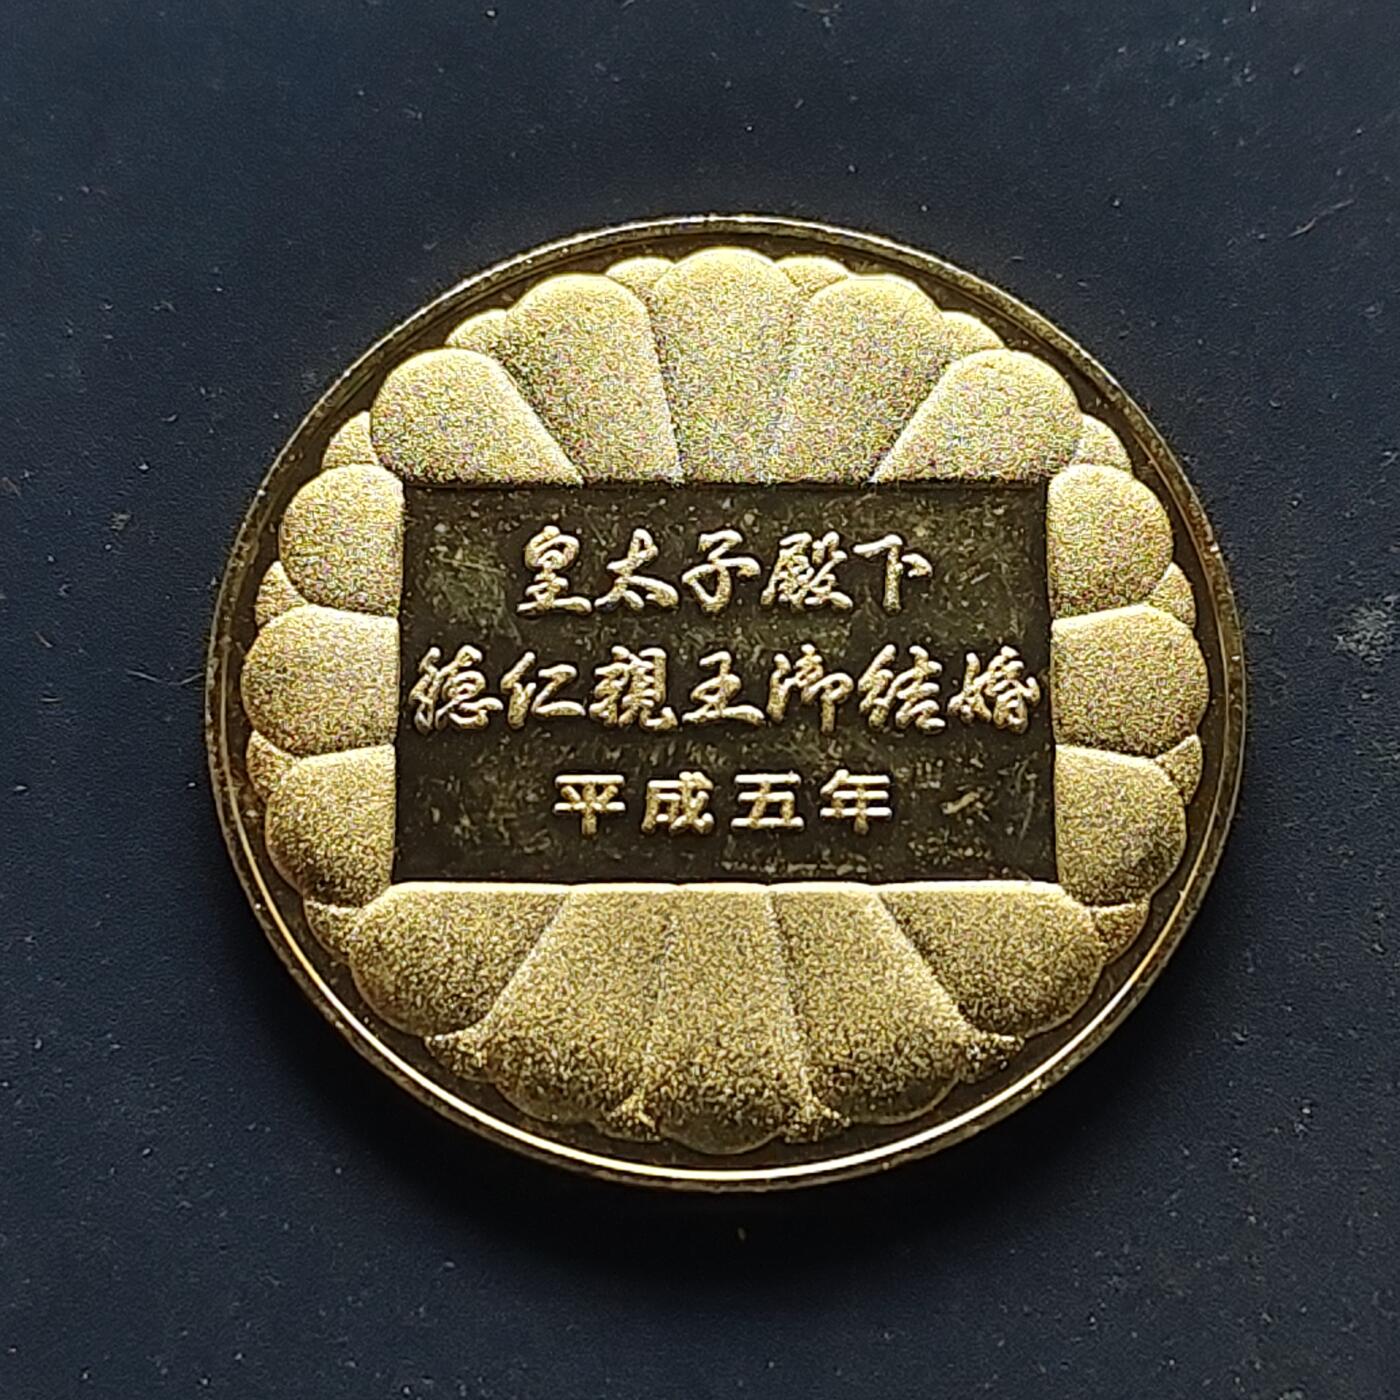 皇太子殿下
徳仁親王御結婚
平成五年